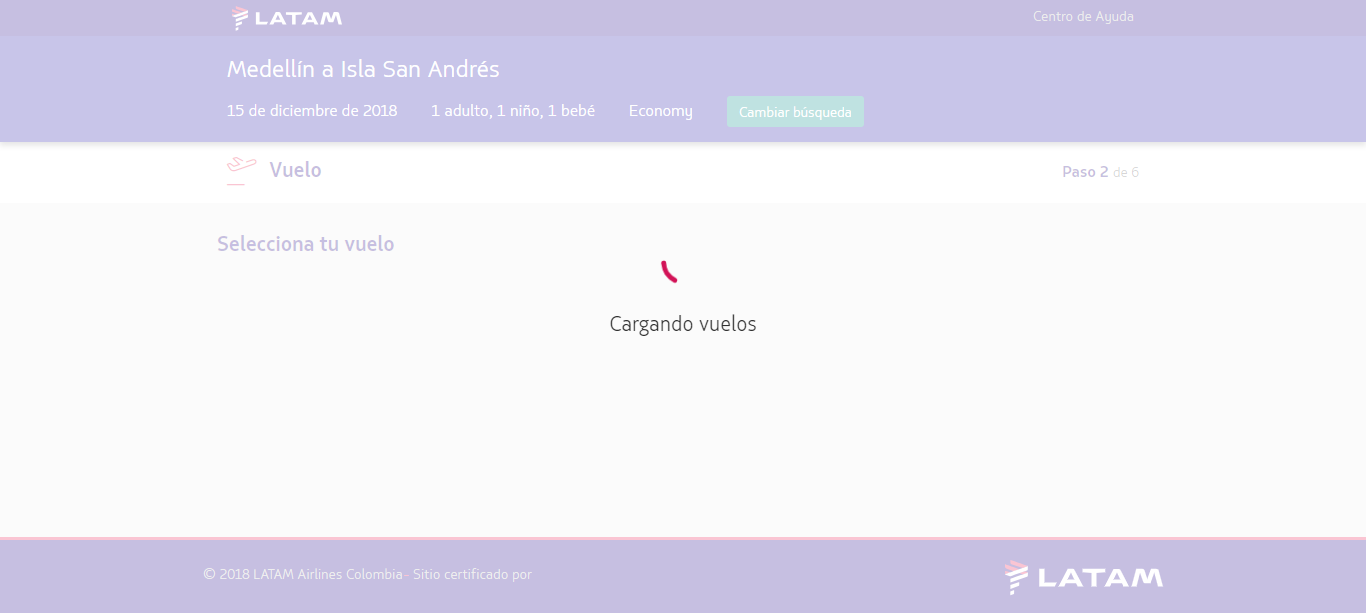 LATAM
Centro de Ayuda
Medellín a Isla San Andrés
15 de diciembre de 2018 1 adulto, 1 niño, 1 bebé Economy Cambiar búsqueda
Vuelo
Paso 2 de 6
Selecciona tu vuelo
Cargando vuelos
© 2018 LATAM Airlines Colombia - Sitio certificado por
LATAM